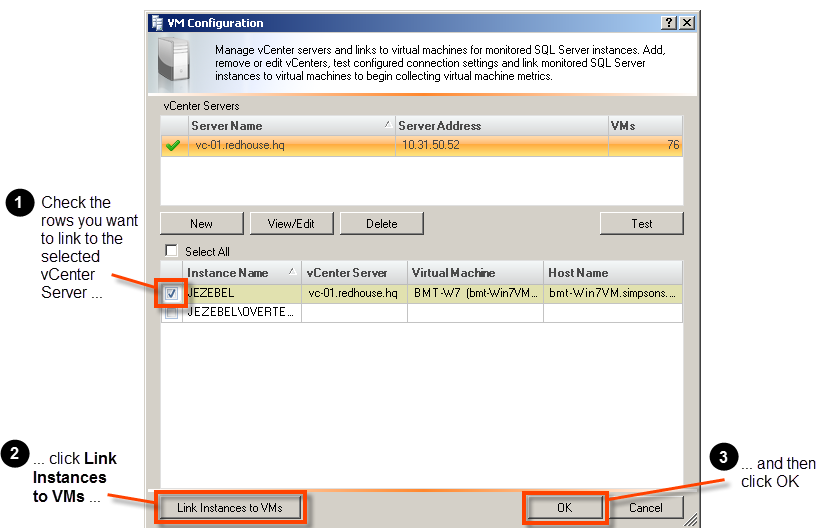 VM Configuration
Manage vCenter servers and links to virtual machines for monitored SQL Server instances. Add,
remove or edit vCenters, test configured connection settings and link monitored SQL Server
instances to virtual machines to begin collecting virtual machine metrics.
vCenter Servers
Server Name Server Address VMs
vc-01.redhouse.hq 10.31.50.52 76
1 Check the
rows you want
to link to the
selected
vCenter
Server ...
New View/Edit Delete Test
Select All
Instance Name vCenter Server Virtual Machine Host Name
JEZEBEL vc-01.redhouse.hq BMT-W7 (bmt-Win7VM... bmt-Win7VM.simpsons....
JEZEBEL\OVERTE...
2 ... click Link
Instances
to VMs ...
3 ... and then
click OK
Link Instances to VMs OK Cancel